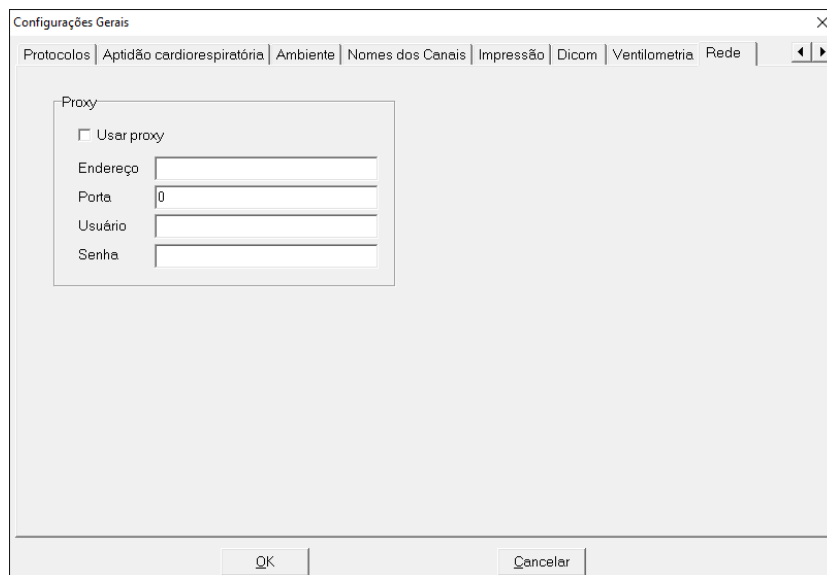 Configurações Gerais
Protocolos Aptidão cardiorespiratória Ambiente Nomes dos Canais Impressão Dicom Ventilometria Rede
Proxy
Usar proxy
Endereço
Porta 0
Usuário
Senha
OK Cancelar